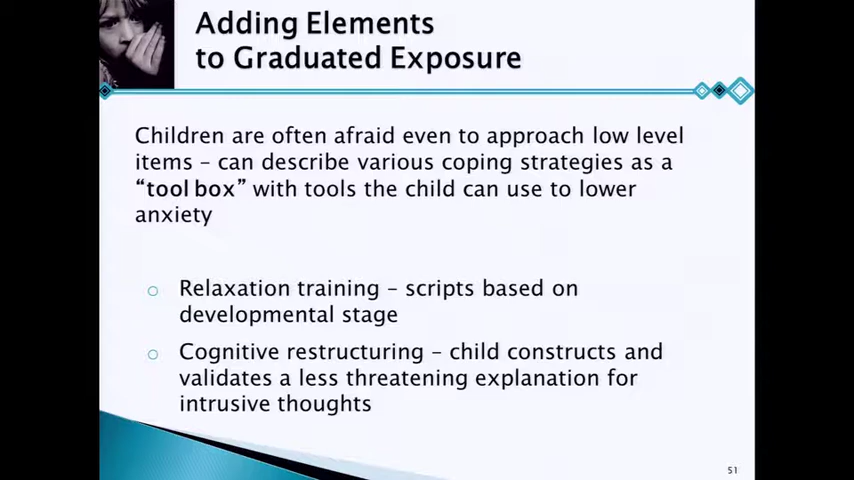 Adding Elements
to Graduated Exposure
Children are often afraid even to approach low level
items – can describe various coping strategies as a
“tool box” with tools the child can use to lower
anxiety
Relaxation training – scripts based on
developmental stage
Cognitive restructuring – child constructs and
validates a less threatening explanation for
intrusive thoughts
51